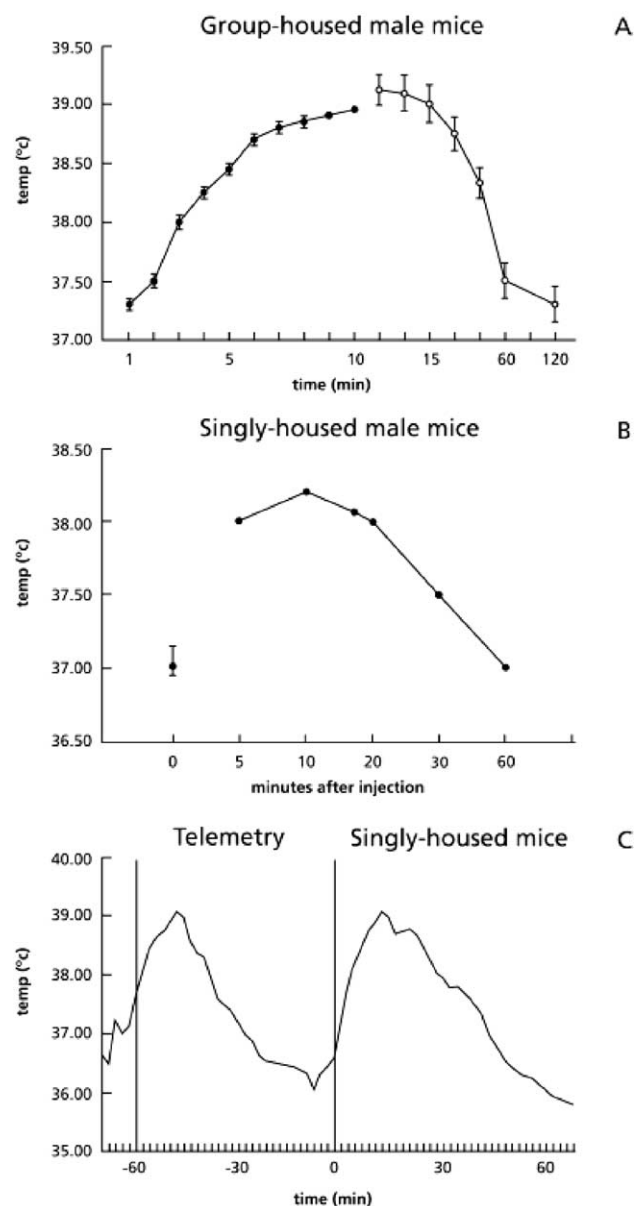 Group-housed male mice A
39.50
39.00
38.50
38.00
37.50
37.00
temp (°c)
1 5 10 15 60 120
time (min)
Singly-housed male mice B
38.50
38.00
37.50
37.00
36.50
temp (°c)
0 5 10 20 30 60
minutes after injection
Telemetry Singly-housed mice C
40.00
39.00
38.00
37.00
36.00
35.00
temp (°c)
-60 -30 0 30 60
time (min)